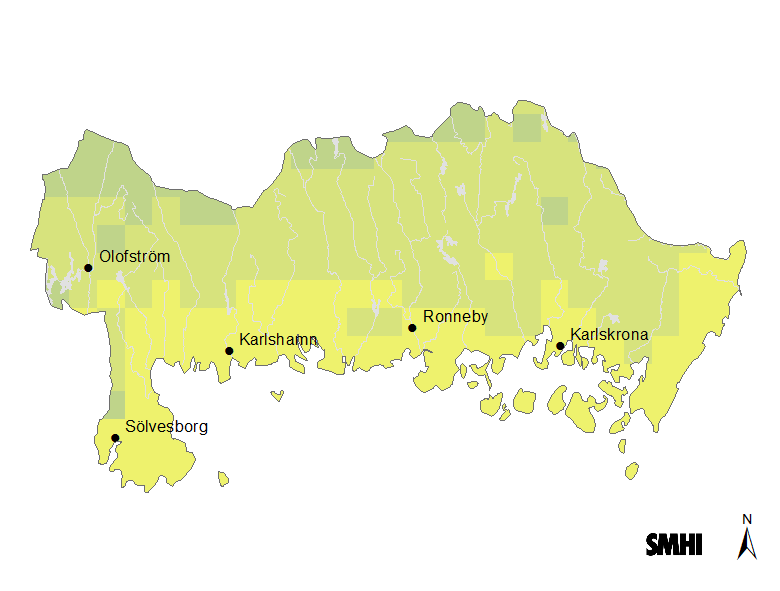 Olofström
Ronneby
Karlshamn
Karlskrona
Sölvesborg
N
SMHI